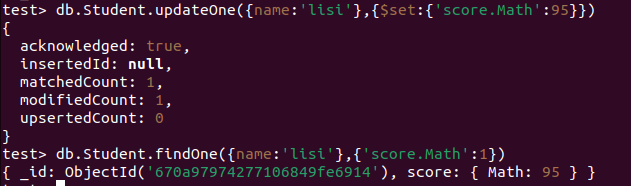 test> db.Student.updateOne({name:'lisi'},{$set:{'score.Math':95}})
{
  acknowledged: true,
  insertedId: null,
  matchedCount: 1,
  modifiedCount: 1,
  upsertedCount: 0
}
test> db.Student.findOne({name:'lisi'},{'score.Math':1})
{ _id: ObjectId('670a97974277106849fe6914'), score: { Math: 95 } }